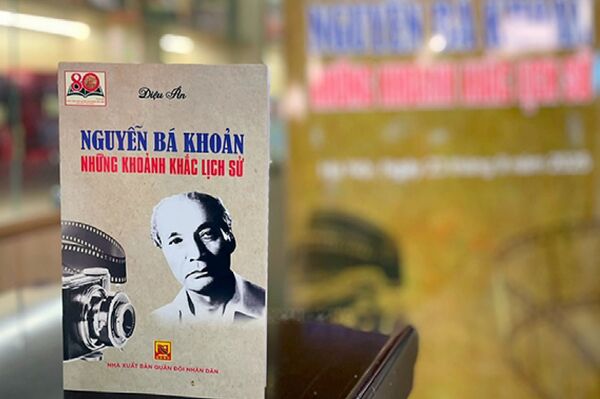 80
Diệu Ân
NGUYỄN BÁ KHOẢN
NHỮNG KHOẢNH KHẮC LỊCH SỬ
NHÀ XUẤT BẢN QUÂN ĐỘI NHÂN DÂN
NGUYỄN BÁ
NHỮNG KHOẢNH KHẮC LỊCH SỬ